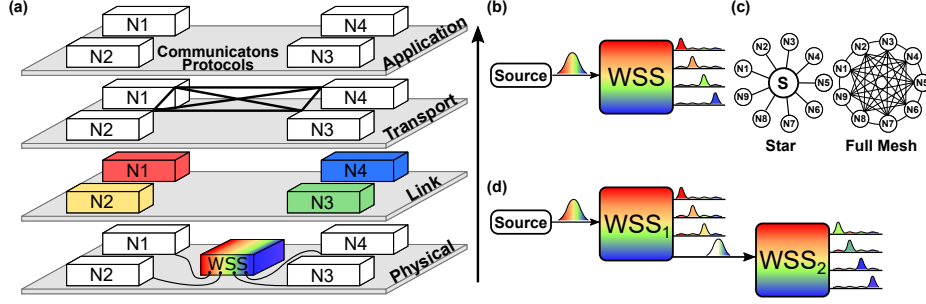 (a)
N1
N4
N2
N3
Communicatons
Protocols
Application
N1
N4
N2
N3
Transport
N1
N4
N2
N3
Link
N1
N4
N2
N3
WSS
Physical
(b)
Source
WSS
(c)
N1
N2
N3
N4
N5
N6
N7
N8
N9
S
Star
N1
N2
N3
N4
N5
N6
N7
N8
N9
Full Mesh
(d)
Source
WSS1
WSS2